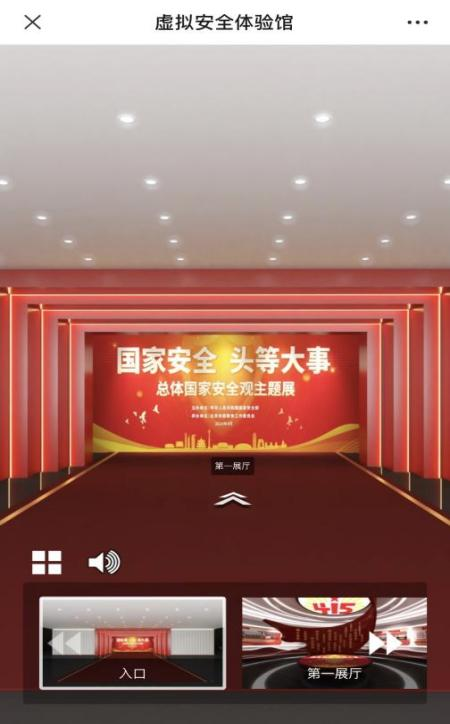 虚拟安全体验馆
国家安全 头等大事
总体国家安全观主题展
第一展厅
415
入口
第一展厅